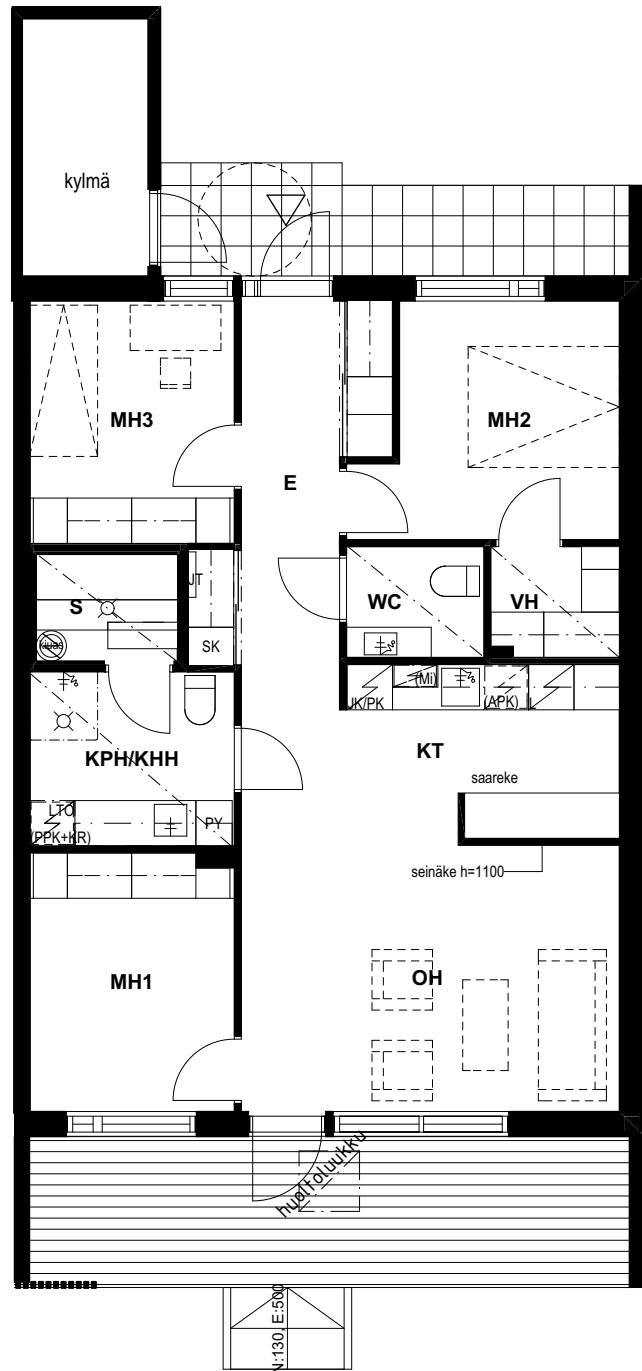 kylmä
MH3
MH2
E
JT
S
WC
VH
kiuas
SK
JK/PK
(Mi)
(APK)
KPH/KHH
KT
saareke
LTO
(PPK+KR)
PY
seinäke h=1100
MH1
OH
huoltoluukku
N:130, E:500